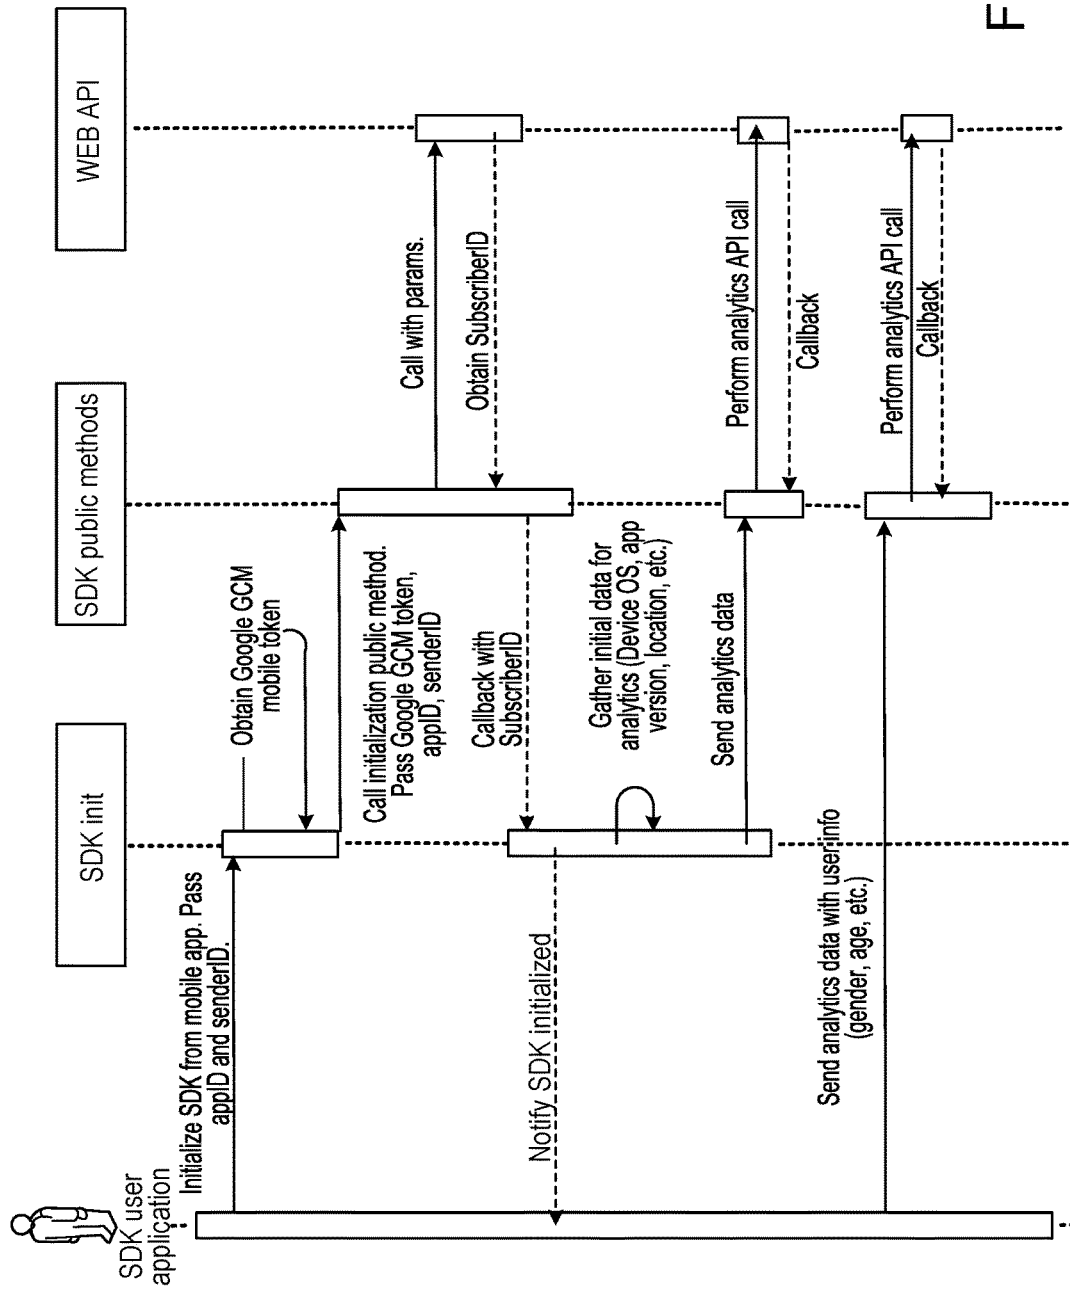 SDK user
application
SDK init
SDK public methods
WEB API
Initialize SDK from mobile app. Pass
appID and senderID.
Obtain Google GCM
mobile token
Call initialization public method.
Pass Google GCM token,
appID, senderID
Call with params.
Obtain SubscriberID
Callback with
SubscriberID
Notify SDK initialized
Gather initial data for
analytics (Device OS, app
version, location, etc.)
Send analytics data
Perform analytics API call
Callback
Send analytics data with user info
(gender, age, etc.)
Perform analytics API call
Callback
F